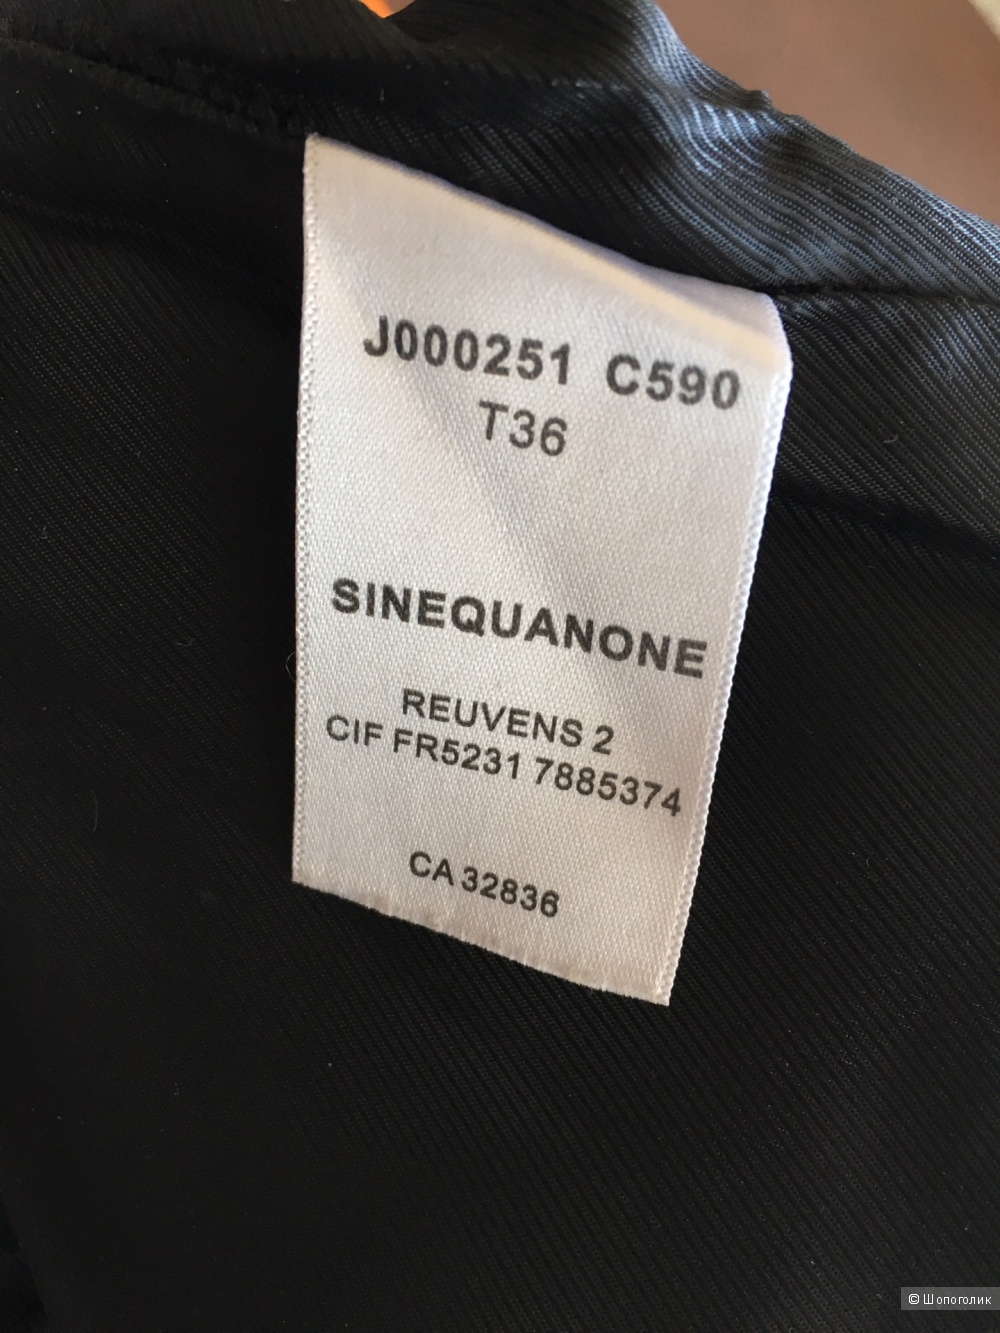 J000251 C590
T36
SINEQUANONE
REUVENS 2
CIF FR5231 7885374
CA 32836
© Шопоголик